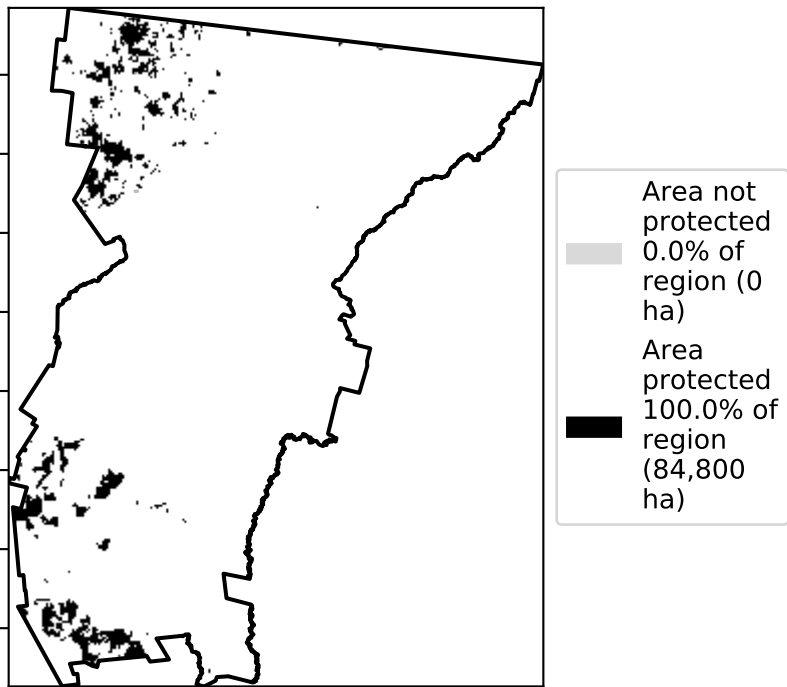 Area not
protected
0.0% of
region (0
ha)
Area
protected
100.0% of
region
(84,800
ha)